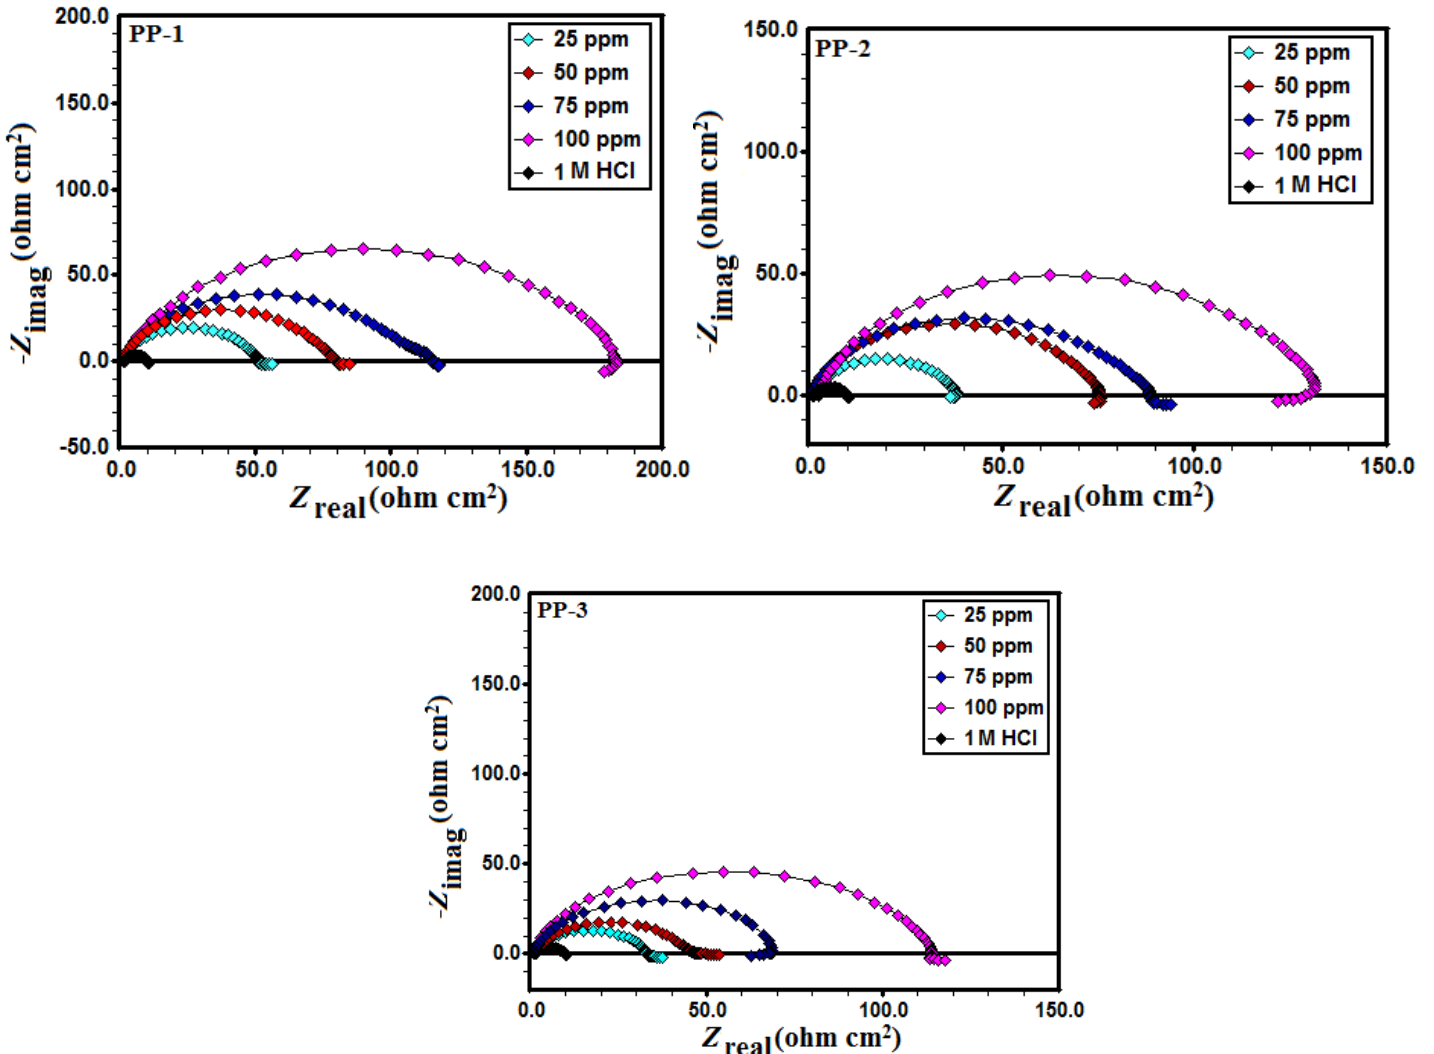 PP-1
200.0
150.0
100.0
50.0
0.0
-50.0
25 ppm
50 ppm
75 ppm
100 ppm
1 M HCl
-Zimag (ohm cm²)
0.0 50.0 100.0 150.0 200.0
Zreal (ohm cm²)
PP-2
150.0
100.0
50.0
0.0
25 ppm
50 ppm
75 ppm
100 ppm
1 M HCl
-Zimag (ohm cm²)
0.0 50.0 100.0 150.0
Zreal (ohm cm²)
PP-3
200.0
150.0
100.0
50.0
0.0
25 ppm
50 ppm
75 ppm
100 ppm
1 M HCl
-Zimag (ohm cm²)
0.0 50.0 100.0 150.0
Zreal (ohm cm²)